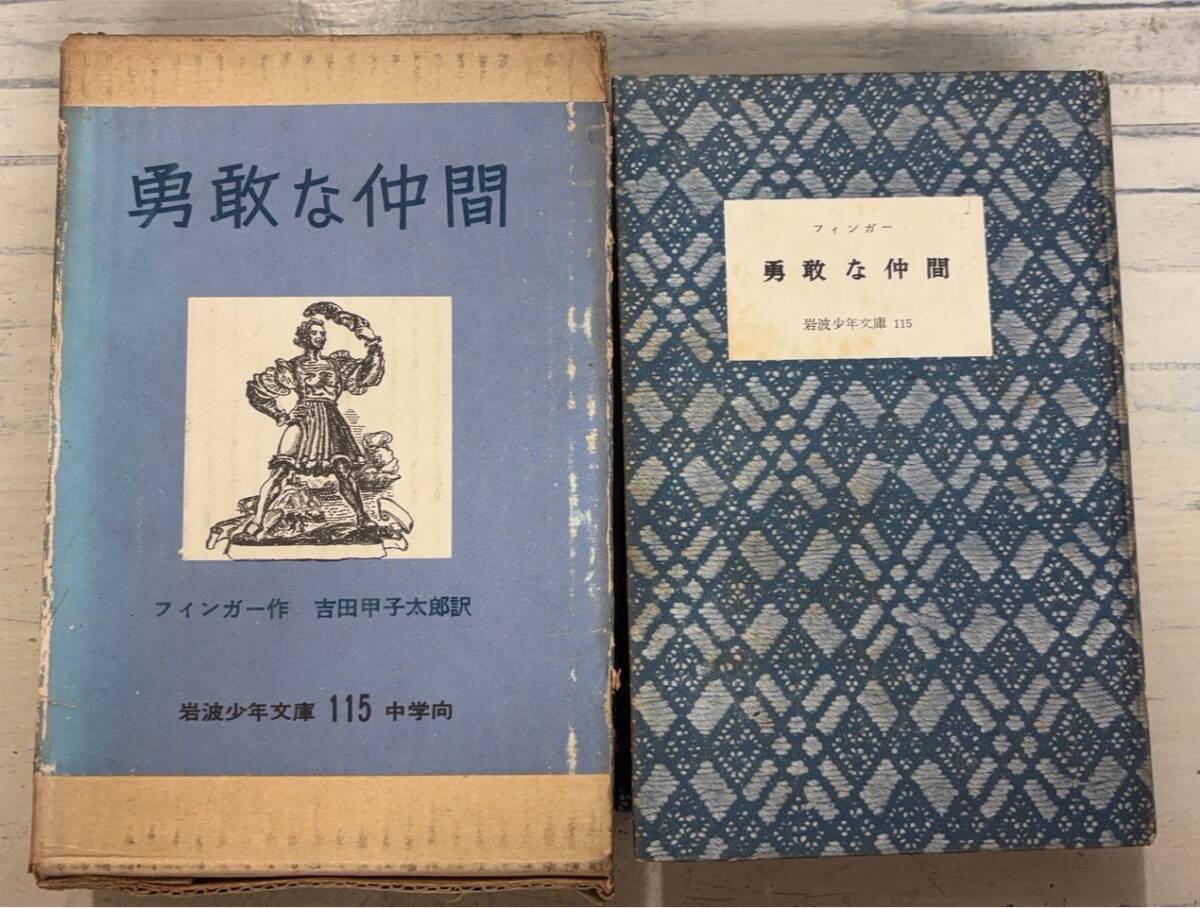 勇敢な仲間
フィンガー作 吉田甲子太郎訳
岩波少年文庫 115 中学向
フィンガー
勇敢な仲間
岩波少年文庫 115